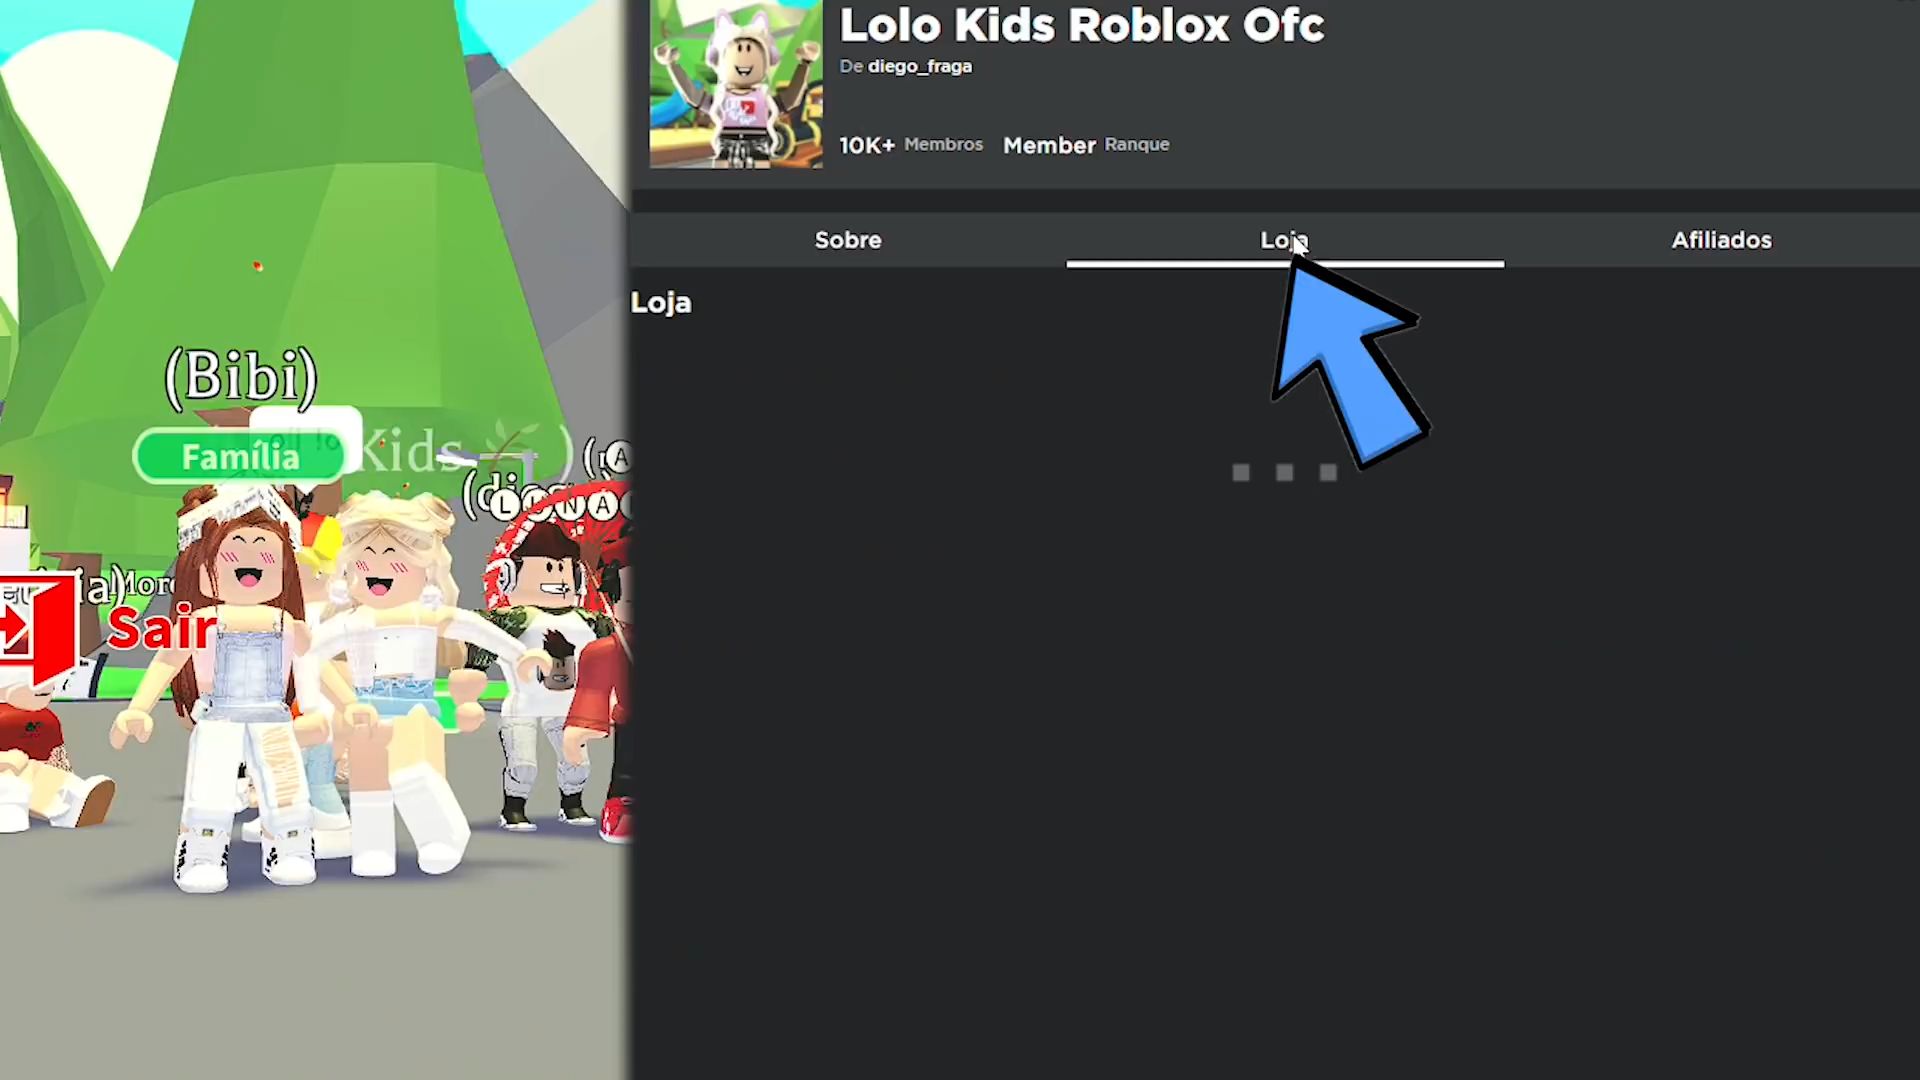 Lolo Kids Roblox Ofc
De diego_fraga
10K+ Membros Member Ranque
Sobre
Loja
Afiliados
Loja
(Bibi)
Família
Kids
Sair